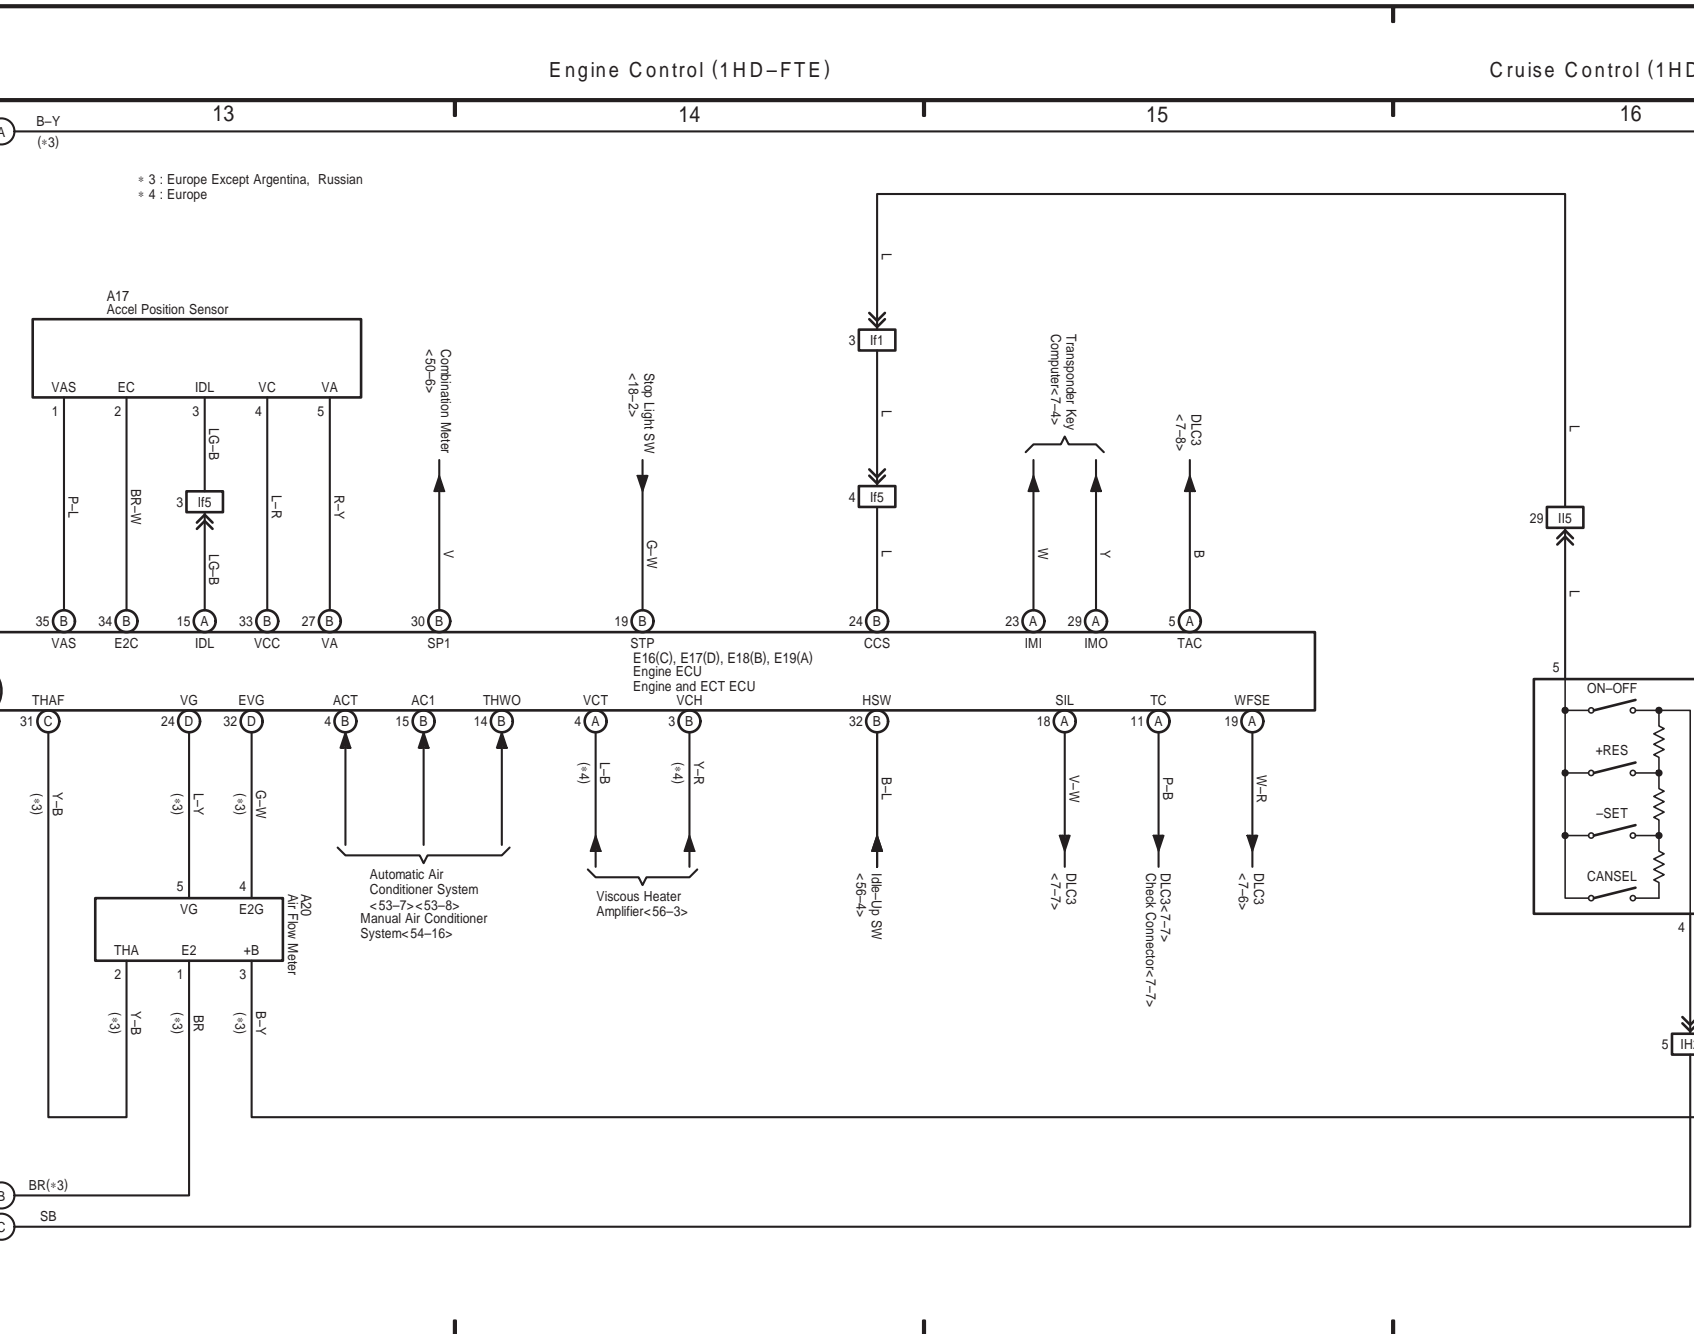 Engine Control (1HD–FTE)
Cruise Control (1HD
13
14
15
16
A
B–Y
(*3)
* 3 : Europe Except Argentina, Russian
* 4 : Europe
A17
Accel Position Sensor
VAS EC IDL VC VA
1 2 3 4 5
P–L
BR–W
LG–B
3 If5
LG–B
L–R
R–Y
Combination Meter
<50–6>
V
Stop Light SW
<18–2>
G–W
L
3 If1
L
4 If5
L
Transponder Key
Computer<7–4>
W
Y
DLC3
<7–8>
B
L
29 II5
L
35 B 34 B 15 A 33 B 27 B 30 B 19 B 24 B 23 A 29 A 5 A
VAS E2C IDL VCC VA SP1 STP CCS IMI IMO TAC
E16(C), E17(D), E18(B), E19(A)
Engine ECU
Engine and ECT ECU
THAF VG EVG ACT AC1 THWO VCT VCH HSW SIL TC WFSE
31 C 24 D 32 D 4 B 15 B 14 B 4 A 3 B 32 B 18 A 11 A 19 A
Y–B
(*3)
L–Y
(*3)
G–W
(*3)
L–B
(*4)
Y–R
(*4)
B–L
V–W
P–B
W–R
5 4
VG E2G
THA E2 +B
2 1 3
A20
Air Flow Meter
Y–B
(*3)
BR
(*3)
B–Y
(*3)
Automatic Air
Conditioner System
<53–7><53–8>
Manual Air Conditioner
System<54–16>
Viscous Heater
Amplifier<56–3>
Idle–Up SW
<56–4>
DLC3
<7–7>
DLC3<7–7>
Check Connector<7–7>
DLC3
<7–6>
5
ON–OFF
+RES
–SET
CANSEL
4
5 IH
B
BR(*3)
C
SB